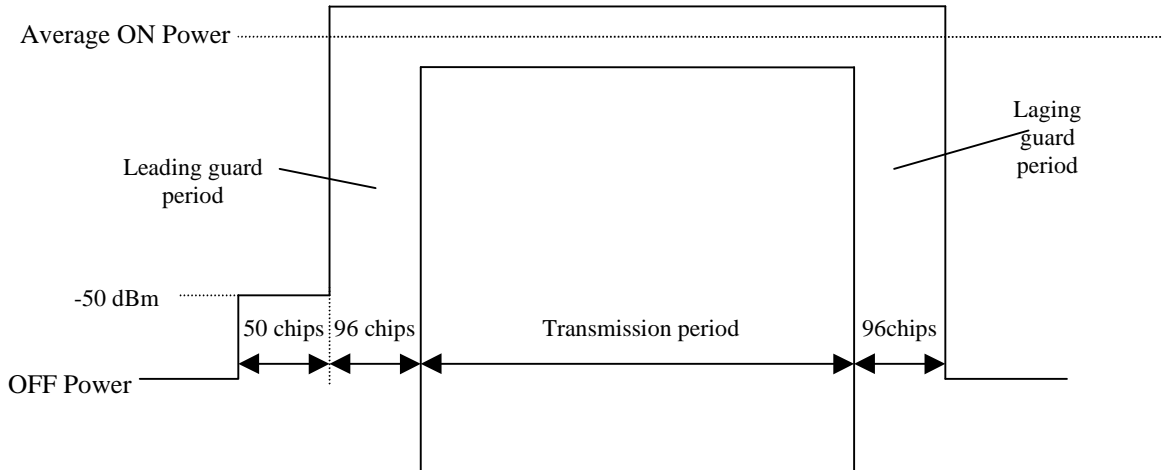 Average ON Power
Leading guard
period
Laging
guard
period
-50 dBm
50 chips
96 chips
Transmission period
96chips
OFF Power